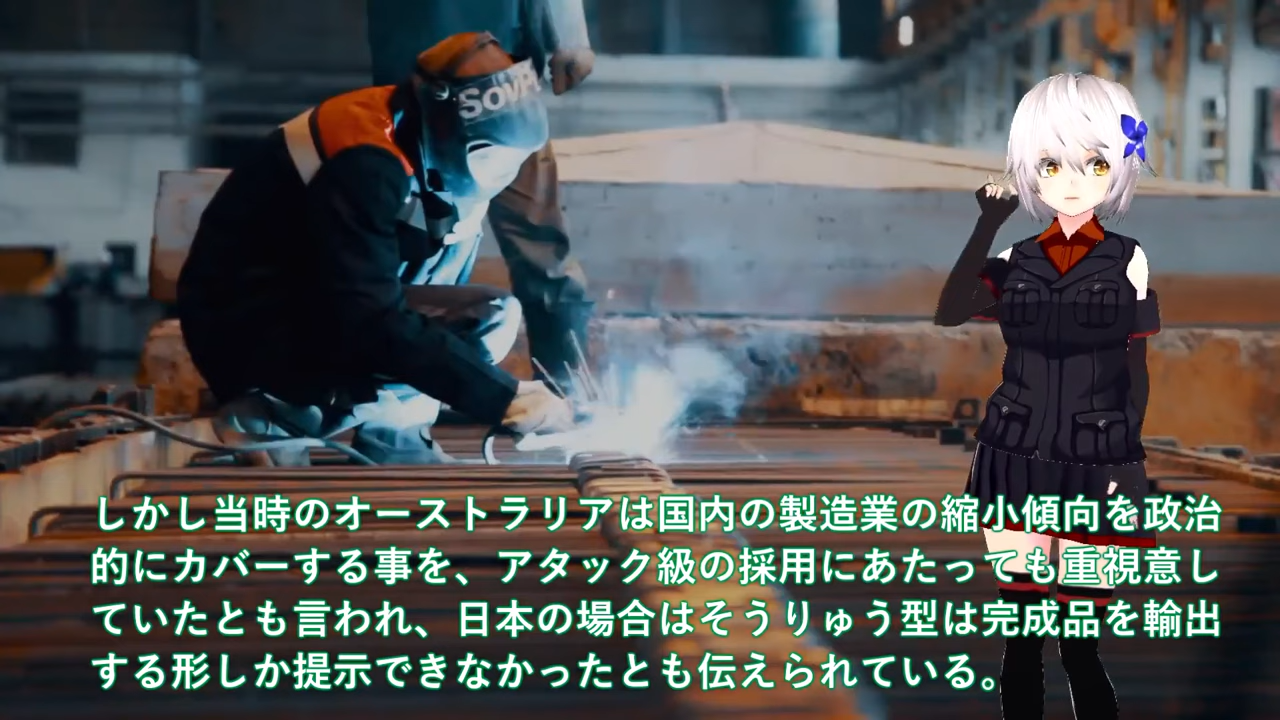 SovPl
しかし当時のオーストラリアは国内の製造業の縮小傾向を政治
的にカバーする事を、アタック級の採用にあたっても重視意し
ていたとも言われ、日本の場合はそうりゅう型は完成品を輸出
する形しか提示できなかったとも伝えられている。